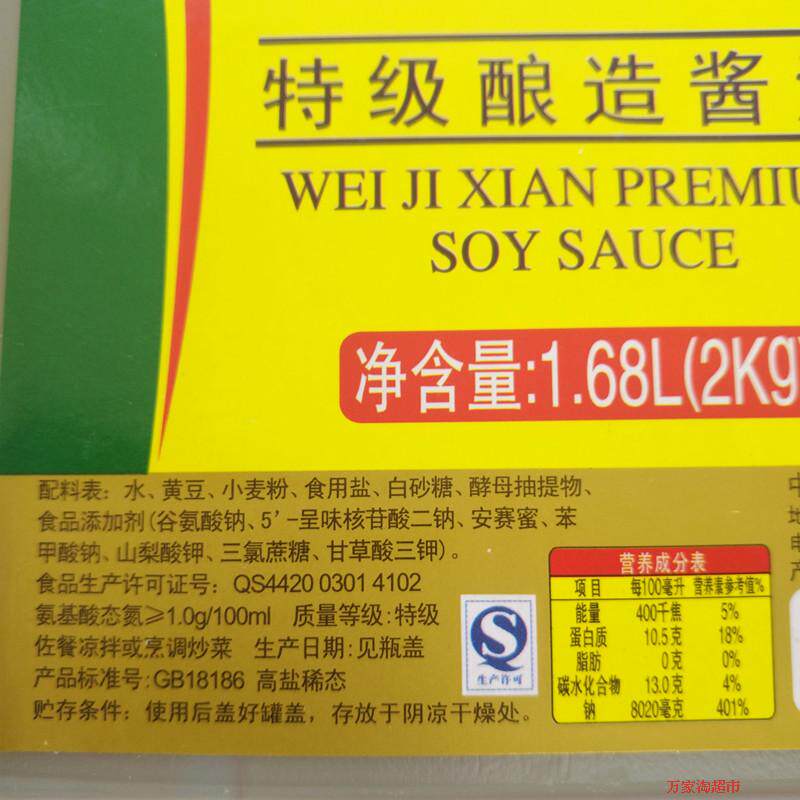 特级酿造酱
WEI JI XIAN PREMIU
SOY SAUCE
净含量:1.68L(2Kg)
配料表：水、黄豆、小麦粉、食用盐、白砂糖、酵母抽提物、
食品添加剂(谷氨酸钠、5'-呈味核苷酸二钠、安赛蜜、苯
甲酸钠、山梨酸钾、三氯蔗糖、甘草酸三钾)。
食品生产许可证号：QS4420 0301 4102
氨基酸态氮≥1.0g/100ml 质量等级:特级
佐餐凉拌或烹调炒菜 生产日期:见瓶盖
产品标准号:GB18186 高盐稀态
贮存条件：使用后盖好罐盖，存放于阴凉干燥处。
生产许可
营养成分表
项目 每100毫升 营养素参考值%
能量 400千焦 5%
蛋白质 10.5克 18%
脂肪 0克 0%
碳水化合物 13.0克 4%
钠 8020毫克 401%
中
地
电
产
万家淘超市